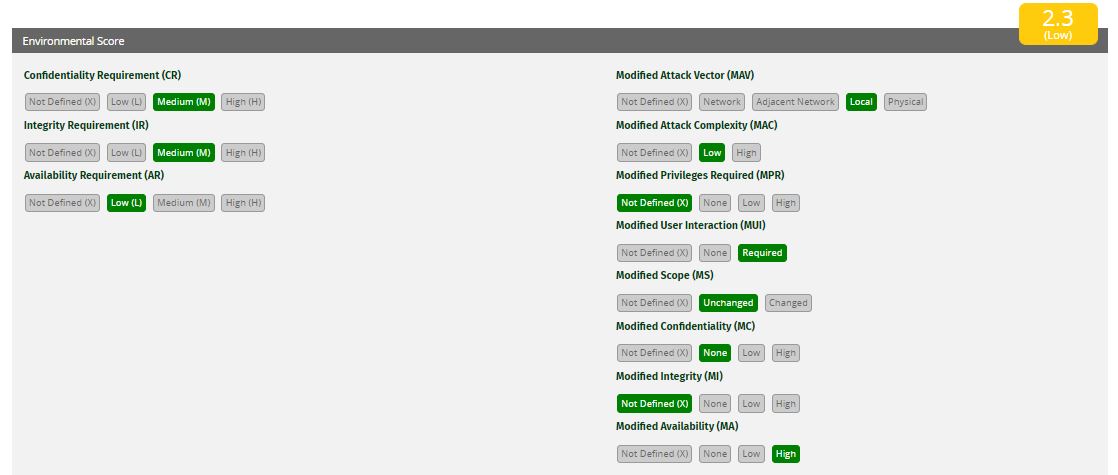 2.3
(Low)
Environmental Score
Confidentiality Requirement (CR)
Not Defined (X) Low (L) Medium (M) High (H)
Integrity Requirement (IR)
Not Defined (X) Low (L) Medium (M) High (H)
Availability Requirement (AR)
Not Defined (X) Low (L) Medium (M) High (H)
Modified Attack Vector (MAV)
Not Defined (X) Network Adjacent Network Local Physical
Modified Attack Complexity (MAC)
Not Defined (X) Low High
Modified Privileges Required (MPR)
Not Defined (X) None Low High
Modified User Interaction (MUI)
Not Defined (X) None Required
Modified Scope (MS)
Not Defined (X) Unchanged Changed
Modified Confidentiality (MC)
Not Defined (X) None Low High
Modified Integrity (MI)
Not Defined (X) None Low High
Modified Availability (MA)
Not Defined (X) None Low High